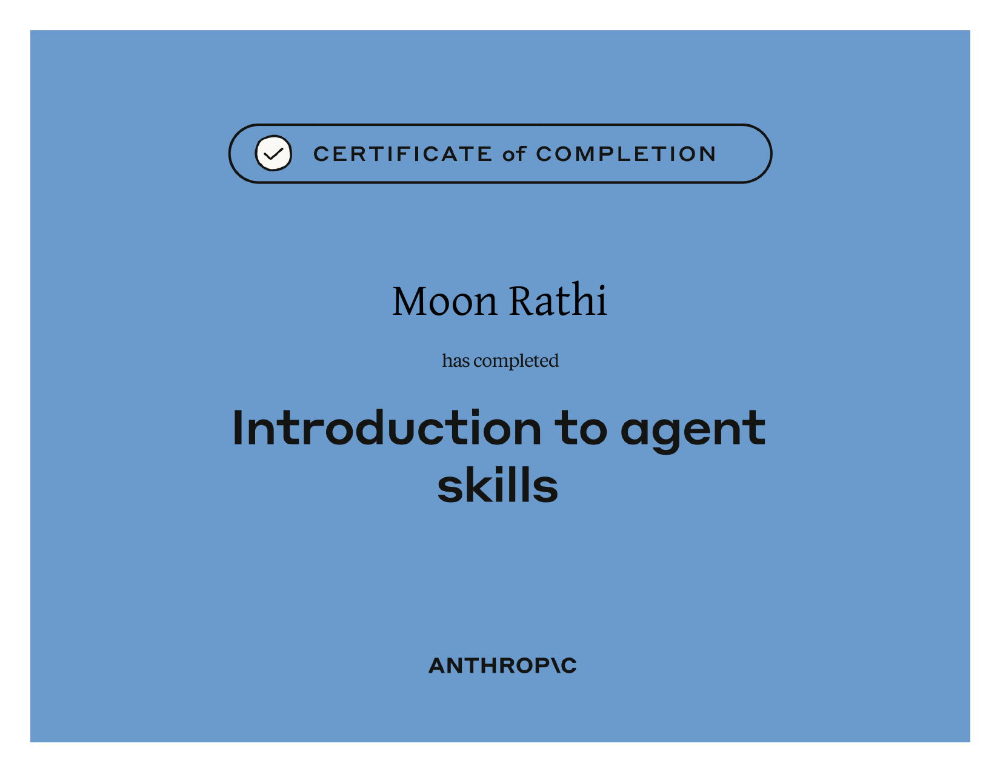 CERTIFICATE of COMPLETION
Moon Rathi
has completed
Introduction to agent
skills
ANTHROP\C